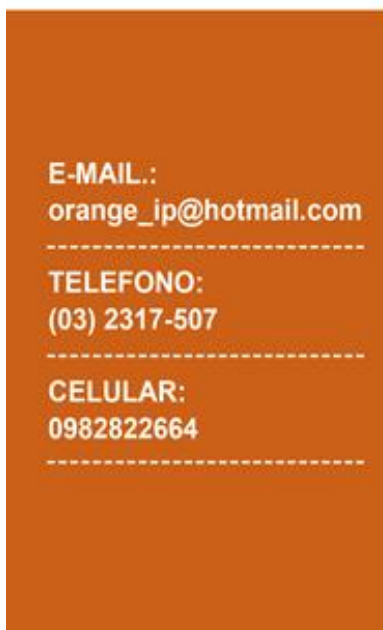 E-MAIL.:
orange_ip@hotmail.com
TELEFONO:
(03) 2317-507
CELULAR:
0982822664